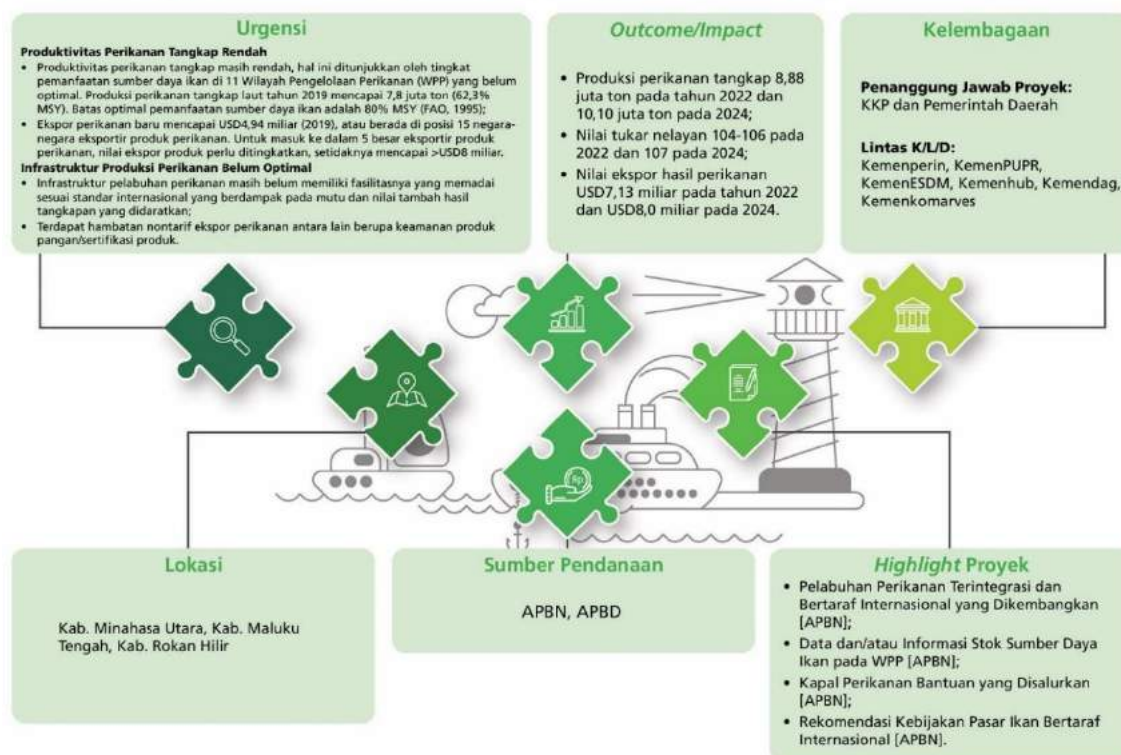 Urgensi
Produktivitas Perikanan Tangkap Rendah
• Produktivitas perikanan tangkap masih rendah, hal ini ditunjukkan oleh tingkat
pemanfaatan sumber daya ikan di 11 Wilayah Pengelolaan Perikanan (WPP) yang belum
optimal. Produksi perikanan tangkap laut tahun 2019 mencapai 7,8 juta ton (62,3%
MSY). Batas optimal pemanfaatan sumber daya ikan adalah 80% MSY (FAO, 1995);
• Ekspor perikanan baru mencapai USD4,94 miliar (2019), atau berada di posisi 15 negara-
negara eksportir produk perikanan. Untuk masuk ke dalam 5 besar eksportir produk
perikanan, nilai ekspor produk perlu ditingkatkan, setidaknya mencapai >USD8 miliar.
Infrastruktur Produksi Perikanan Belum Optimal
• Infrastruktur pelabuhan perikanan masih belum memiliki fasilitasnya yang memadai
sesuai standar internasional yang berdampak pada mutu dan nilai tambah hasil
tangkapan yang didaratkan;
• Terdapat hambatan nontarif ekspor perikanan antara lain berupa keamanan produk
pangan/sertifikasi produk.
Outcome/Impact
• Produksi perikanan tangkap 8,88
juta ton pada tahun 2022 dan
10,10 juta ton pada 2024;
• Nilai tukar nelayan 104-106 pada
2022 dan 107 pada 2024;
• Nilai ekspor hasil perikanan
USD7,13 miliar pada tahun 2022
dan USD8,0 miliar pada 2024.
Kelembagaan
Penanggung Jawab Proyek:
KKP dan Pemerintah Daerah
Lintas K/L/D:
Kemenperin, KemenPUPR,
KemenESDM, Kemenhub, Kemendag,
Kemenkomarves
Rp
Lokasi
Kab. Minahasa Utara, Kab. Maluku
Tengah, Kab. Rokan Hilir
Sumber Pendanaan
APBN, APBD
Highlight Proyek
• Pelabuhan Perikanan Terintegrasi dan
Bertaraf Internasional yang Dikembangkan
[APBN];
• Data dan/atau Informasi Stok Sumber Daya
Ikan pada WPP [APBN];
• Kapal Perikanan Bantuan yang Disalurkan
[APBN];
• Rekomendasi Kebijakan Pasar Ikan Bertaraf
Internasional [APBN].